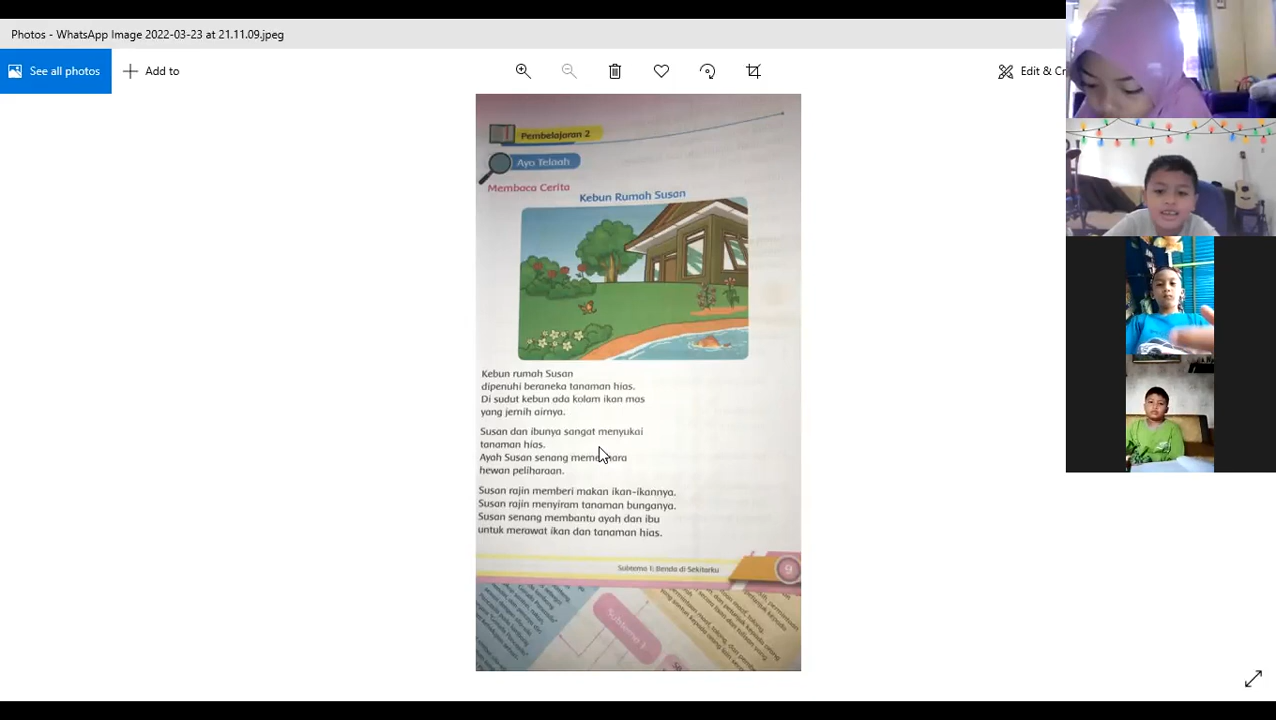 Photos - WhatsApp Image 2022-03-23 at 21.11.09.jpeg
See all photos
Add to
Edit & Cr
Pembelajaran 2
Ayo Telaah
Membaca Cerita
Kebun Rumah Susan
Kebun rumah Susan
dipenuhi beraneka tanaman hias.
Di sudut kebun ada kolam ikan mas
yang jernih airnya.
Susan dan ibunya sangat menyukai
tanaman hias.
Ayah Susan senang
hewan peliharaan.
Susan rajin memberi makan ikan-ikannya.
Susan rajin menyiram tanaman bunganya.
Susan senang membantu ayah dan ibu
untuk merawat ikan dan tanaman hias.
Subtema 1: Benda di Sekitarku
9
Subtema 1